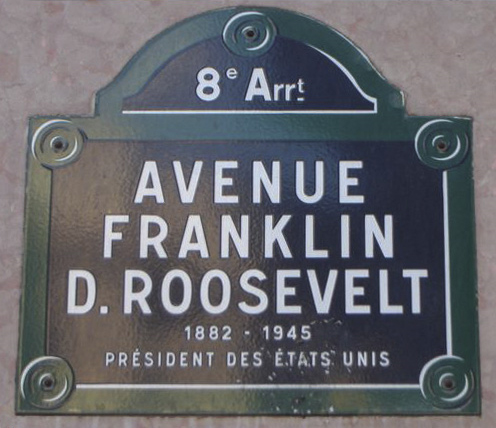 8e Arrt
AVENUE
FRANKLIN
D. ROOSEVELT
1882 - 1945
PRÉSIDENT DES ÉTATS UNIS